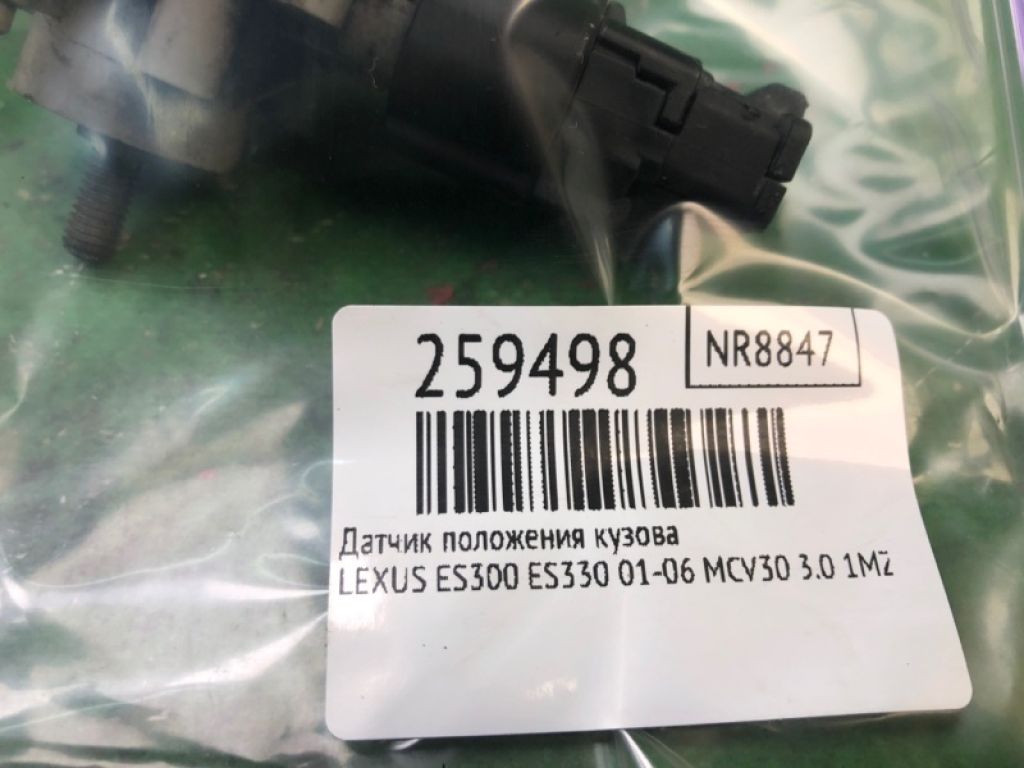 259498
NR8847
Датчик положения кузова
LEXUS ES300 ES330 01-06 MCV30 3.0 1MZ